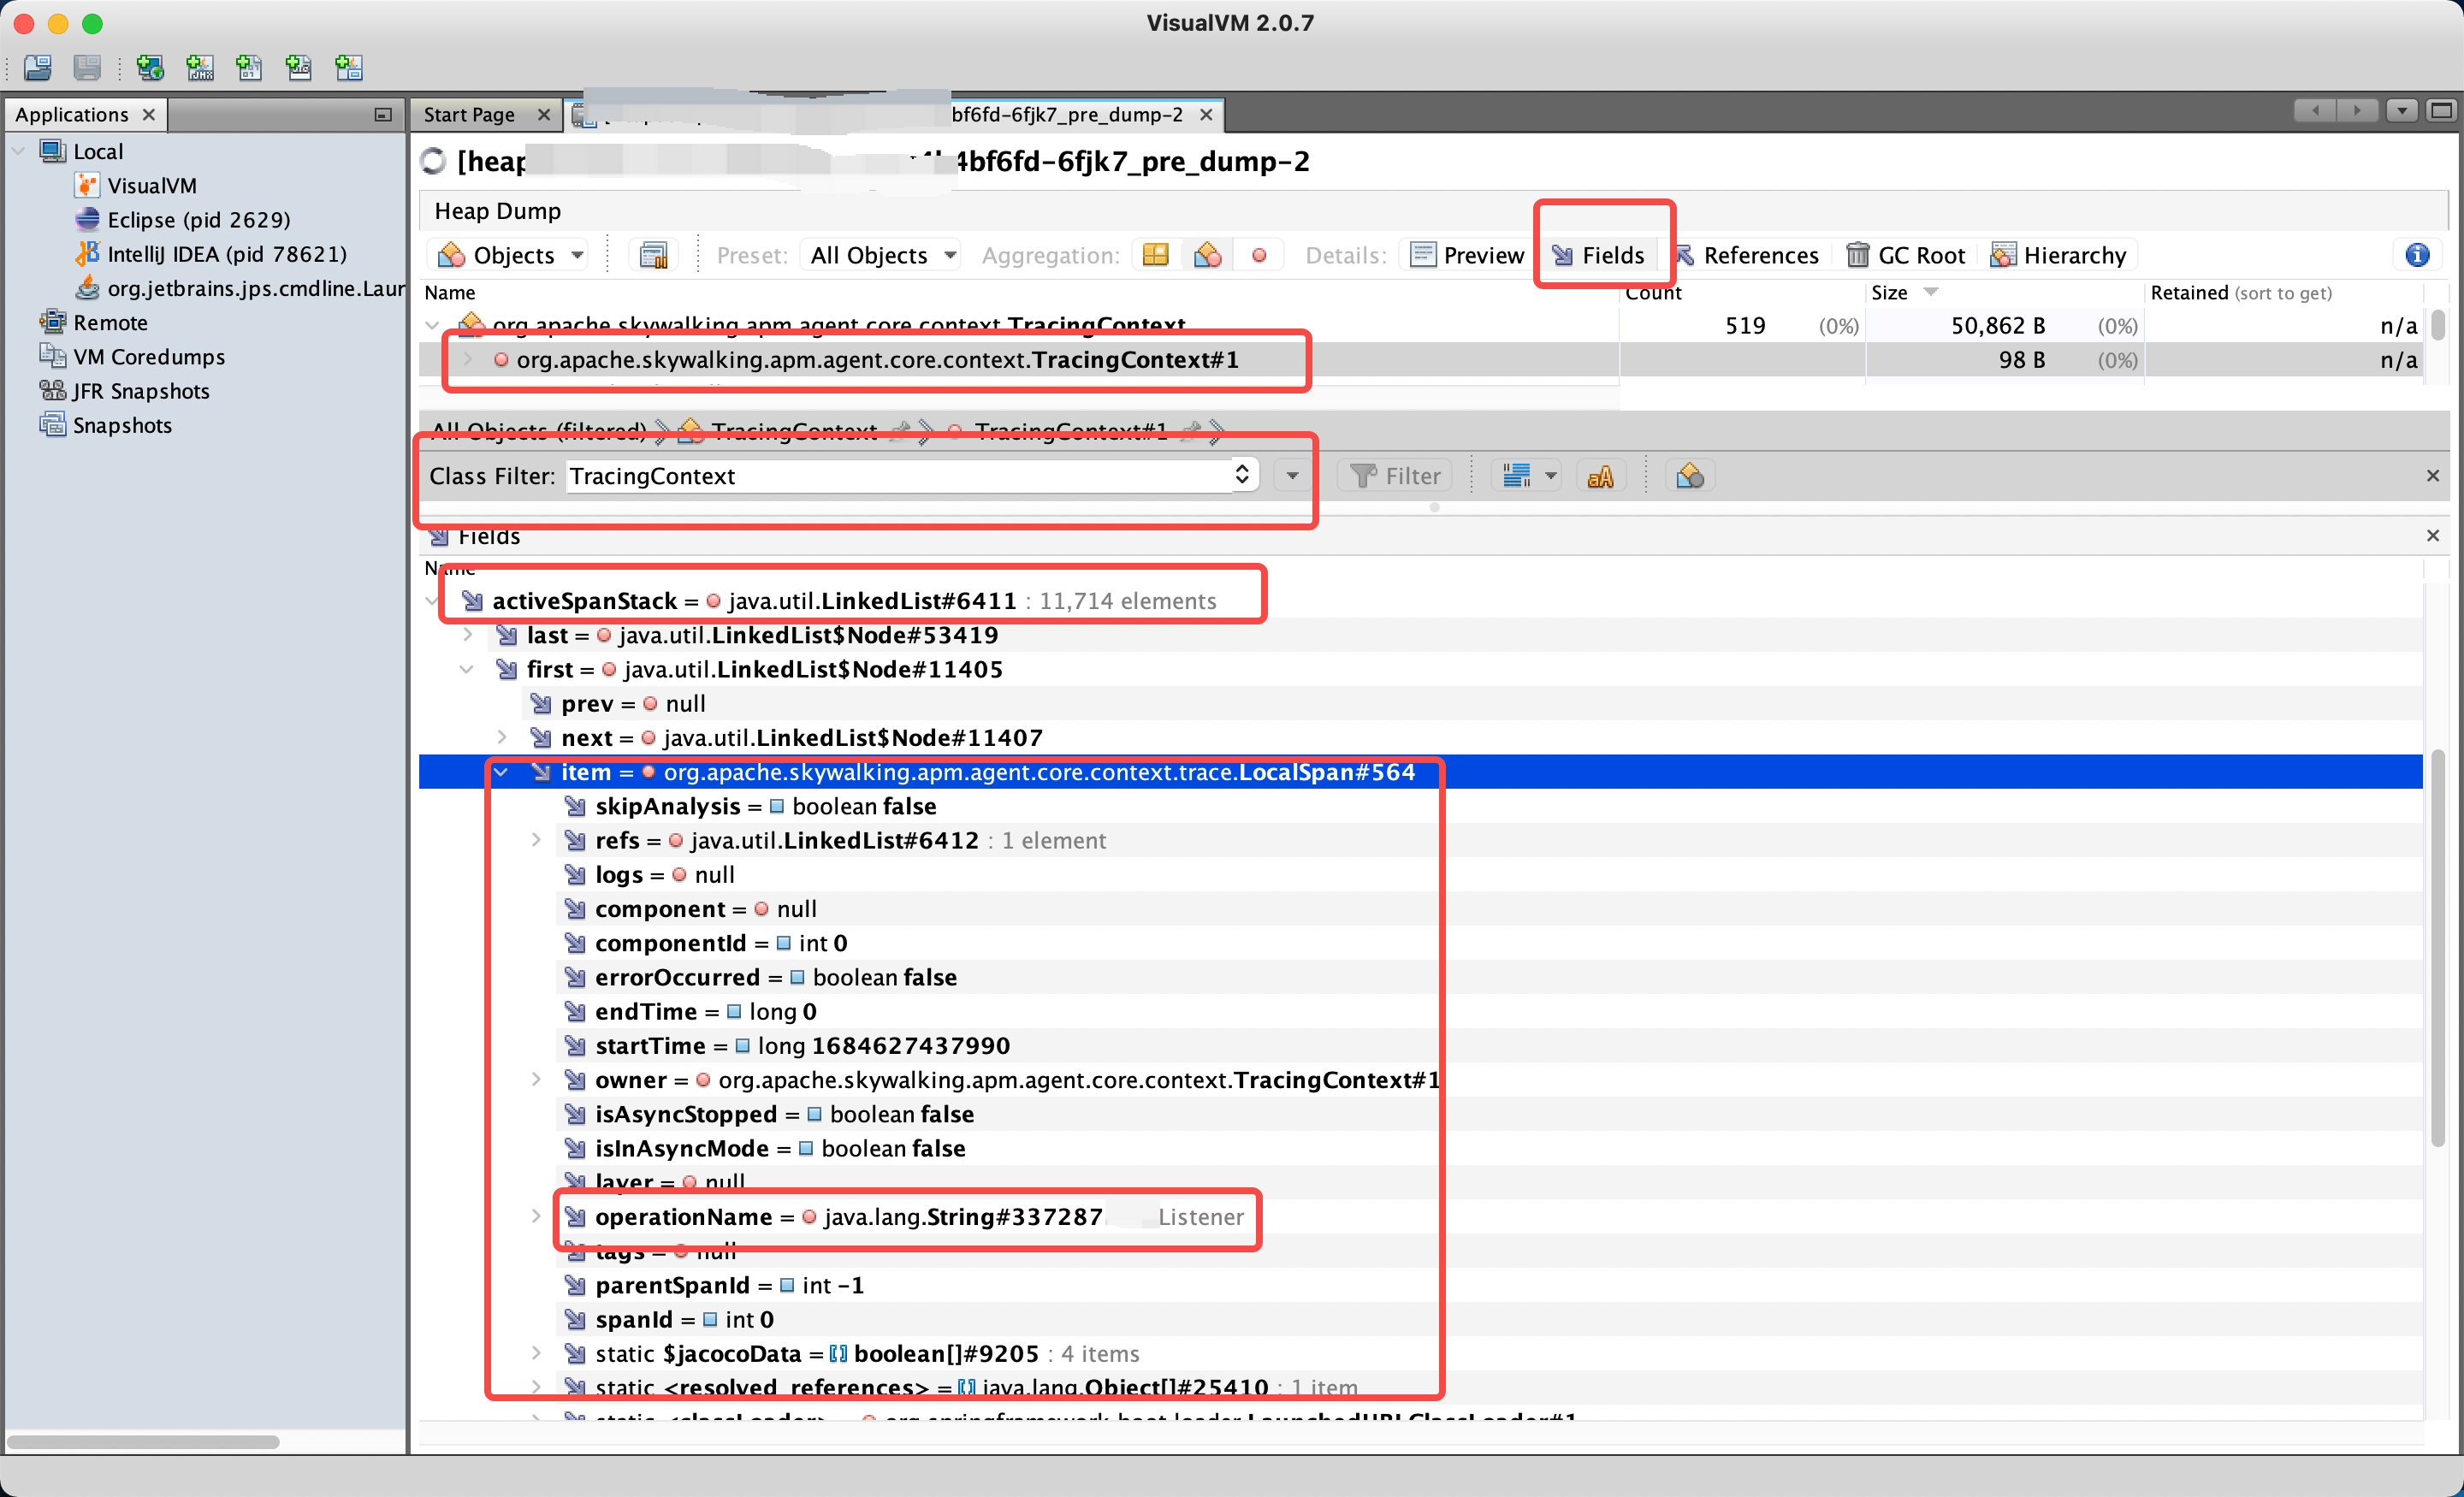 VisualVM 2.0.7
Applications
Start Page
bf6fd-6fjk7_pre_dump-2
Local
VisualVM
Eclipse (pid 2629)
IntelliJ IDEA (pid 78621)
org.jetbrains.jps.cmdline.Laur
Remote
VM Coredumps
JFR Snapshots
Snapshots
[heap 4bf6fd-6fjk7_pre_dump-2
Heap Dump
Objects Preset: All Objects Aggregation: Details: Preview Fields References GC Root Hierarchy
Name Count Size Retained (sort to get)
org.apache.skywalking.apm.agent.core.context.TracingContext 519 (0%) 50,862 B (0%) n/a
org.apache.skywalking.apm.agent.core.context.TracingContext#1 98 B (0%) n/a
All Objects (filtered) TracingContext TracingContext#1
Class Filter: TracingContext Filter
Fields
Name
activeSpanStack = java.util.LinkedList#6411 : 11,714 elements
last = java.util.LinkedList$Node#53419
first = java.util.LinkedList$Node#11405
prev = null
next = java.util.LinkedList$Node#11407
item = org.apache.skywalking.apm.agent.core.context.trace.LocalSpan#564
skipAnalysis = boolean false
refs = java.util.LinkedList#6412 : 1 element
logs = null
component = null
componentId = int 0
errorOccurred = boolean false
endTime = long 0
startTime = long 1684627437990
owner = org.apache.skywalking.apm.agent.core.context.TracingContext#1
isAsyncStopped = boolean false
isInAsyncMode = boolean false
layer = null
operationName = java.lang.String#337287 Listener
tags = null
parentSpanId = int -1
spanId = int 0
static $jacocoData = boolean[]#9205 : 4 items
static <resolved_references> = java.lang.Object[]#25410 : 1 item
static <classLoader> = org.springframework.boot.loader.LaunchedURLClassLoader#1